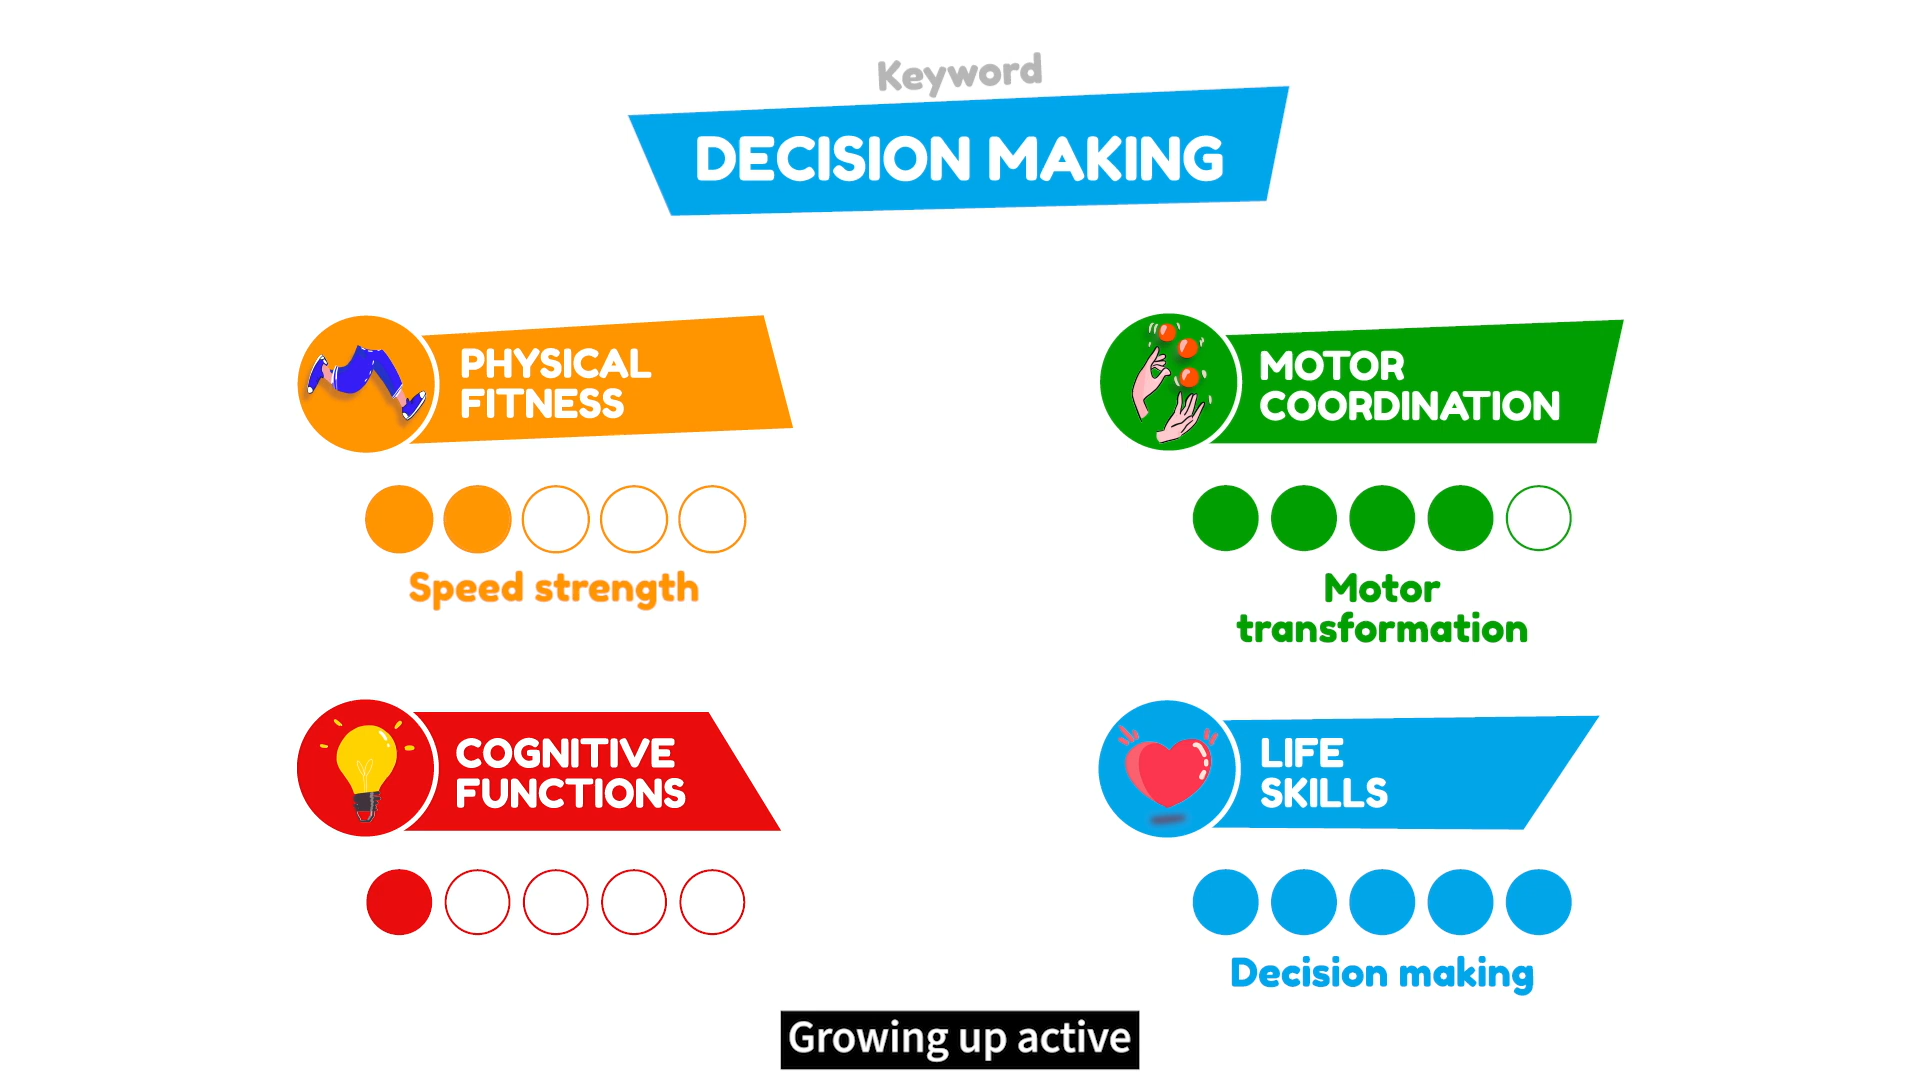 Keyword
DECISION MAKING
PHYSICAL
FITNESS
Speed strength
MOTOR
COORDINATION
Motor
transformation
COGNITIVE
FUNCTIONS
LIFE
SKILLS
Decision making
Growing up active